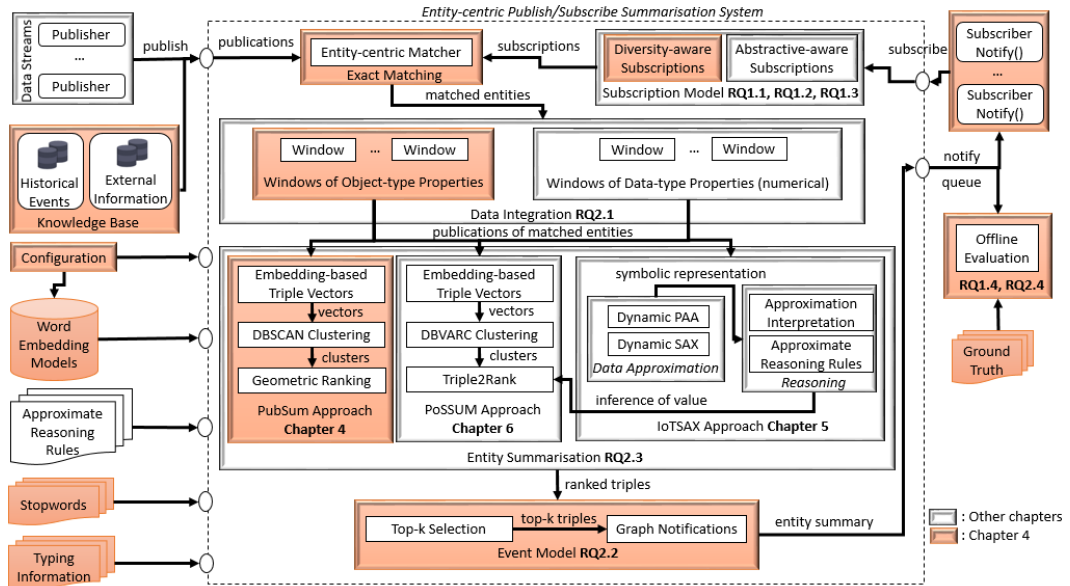 Entity-centric Publish/Subscribe Summarisation System
Data Streams
Publisher
...
Publisher
publish
publications
Entity-centric Matcher
Exact Matching
subscriptions
Diversity-aware
Subscriptions
Abstractive-aware
Subscriptions
Subscription Model RQ1.1, RQ1.2, RQ1.3
subscribe
Subscriber
Notify()
...
Subscriber
Notify()
matched entities
Historical
Events
External
Information
Knowledge Base
Window
...
Window
Windows of Object-type Properties
Window
...
Window
Windows of Data-type Properties (numerical)
Data Integration RQ2.1
notify
queue
publications of matched entities
Configuration
Word
Embedding
Models
Approximate
Reasoning
Rules
Stopwords
Typing
Information
Embedding-based
Triple Vectors
vectors
DBSCAN Clustering
clusters
Geometric Ranking
PubSum Approach
Chapter 4
Embedding-based
Triple Vectors
vectors
DBVARC Clustering
clusters
Triple2Rank
PoSSUM Approach
Chapter 6
symbolic representation
Dynamic PAA
Dynamic SAX
Data Approximation
Approximation
Interpretation
Approximate
Reasoning Rules
Reasoning
inference of value
IoTSAX Approach Chapter 5
Entity Summarisation RQ2.3
Offline
Evaluation
RQ1.4, RQ2.4
Ground
Truth
ranked triples
Top-k Selection
top-k triples
Graph Notifications
Event Model RQ2.2
entity summary
: Other chapters
: Chapter 4